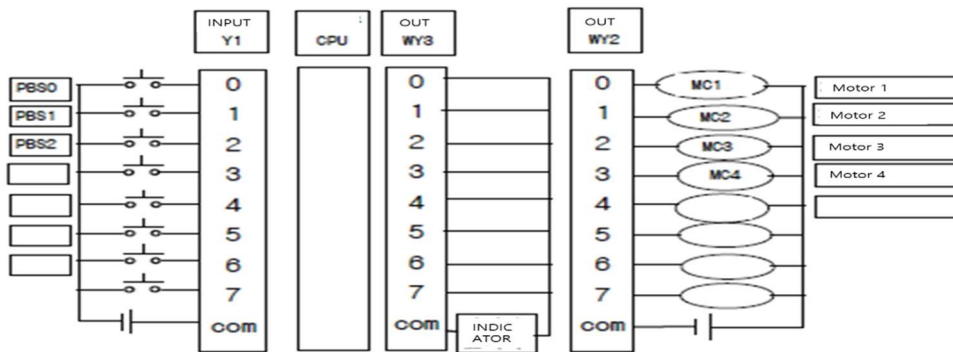 INPUT
Y1
CPU
OUT
WY3
OUT
WY2
PBS0
PBS1
PBS2
0
1
2
3
4
5
6
7
com
0
1
2
3
4
5
6
7
com
INDIC
ATOR
0
1
2
3
4
5
6
7
com
MC1
MC2
MC3
MC4
Motor 1
Motor 2
Motor 3
Motor 4